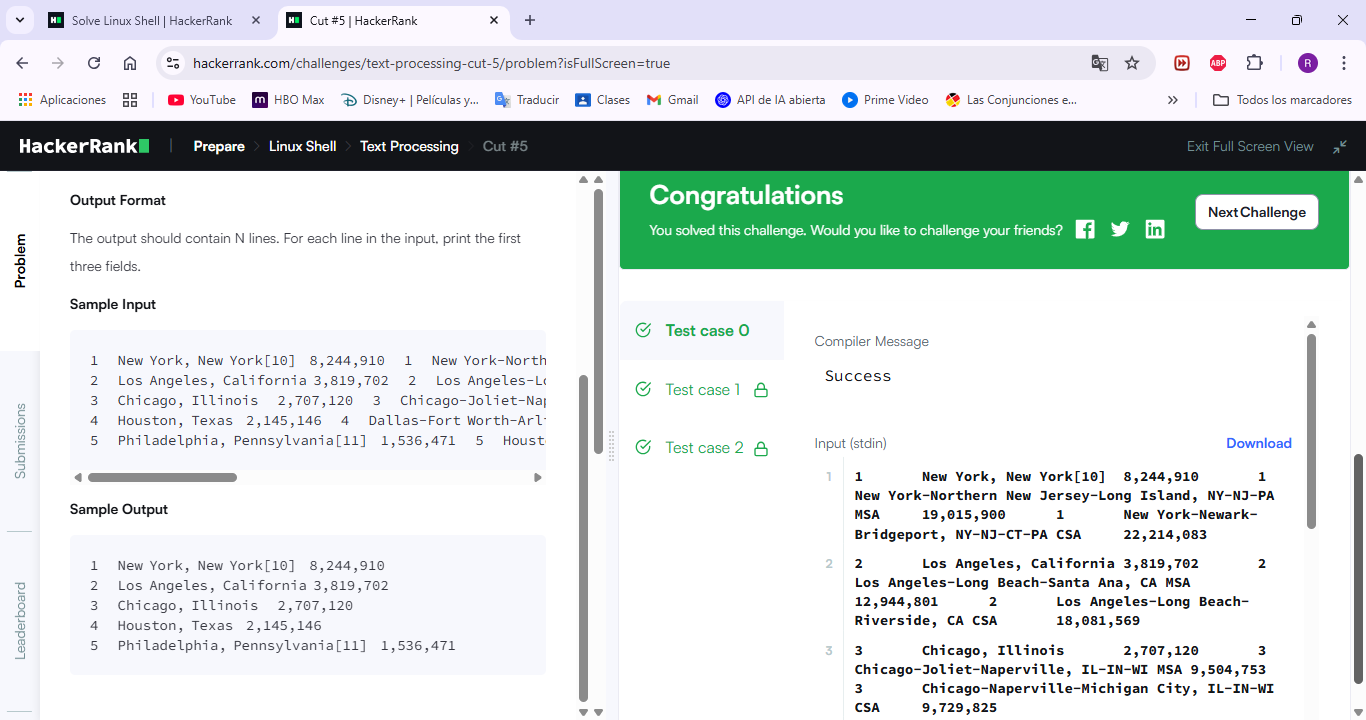 Solve Linux Shell | HackerRank
Cut #5 | HackerRank
hackerrank.com/challenges/text-processing-cut-5/problem?isFullScreen=true
ABP
R
Aplicaciones
YouTube
HBO Max
Disney+ | Películas y...
Traducir
Clases
Gmail
API de IA abierta
Prime Video
Las Conjunciones e...
Todos los marcadores
HackerRank
Prepare
Linux Shell
Text Processing
Cut #5
Exit Full Screen View
Problem
Submissions
Leaderboard
Output Format
The output should contain N lines. For each line in the input, print the first
three fields.
Sample Input
1 New York, New York[10] 8,244,910 1 New York-North
2 Los Angeles, California 3,819,702 2 Los Angeles-Lo
3 Chicago, Illinois 2,707,120 3 Chicago-Joliet-Nap
4 Houston, Texas 2,145,146 4 Dallas-Fort Worth-Arli
5 Philadelphia, Pennsylvania[11] 1,536,471 5 Houst
Sample Output
1 New York, New York[10] 8,244,910
2 Los Angeles, California 3,819,702
3 Chicago, Illinois 2,707,120
4 Houston, Texas 2,145,146
5 Philadelphia, Pennsylvania[11] 1,536,471
Congratulations
You solved this challenge. Would you like to challenge your friends?
Next Challenge
Test case 0
Test case 1
Test case 2
Compiler Message
Success
Input (stdin)
Download
1 1 New York, New York[10] 8,244,910 1
New York-Northern New Jersey-Long Island, NY-NJ-PA
MSA 19,015,900 1 New York-Newark-
Bridgeport, NY-NJ-CT-PA CSA 22,214,083
2 2 Los Angeles, California 3,819,702 2
Los Angeles-Long Beach-Santa Ana, CA MSA
12,944,801 2 Los Angeles-Long Beach-
Riverside, CA CSA 18,081,569
3 3 Chicago, Illinois 2,707,120 3
Chicago-Joliet-Naperville, IL-IN-WI MSA 9,504,753
3 Chicago-Naperville-Michigan City, IL-IN-WI
CSA 9,729,825